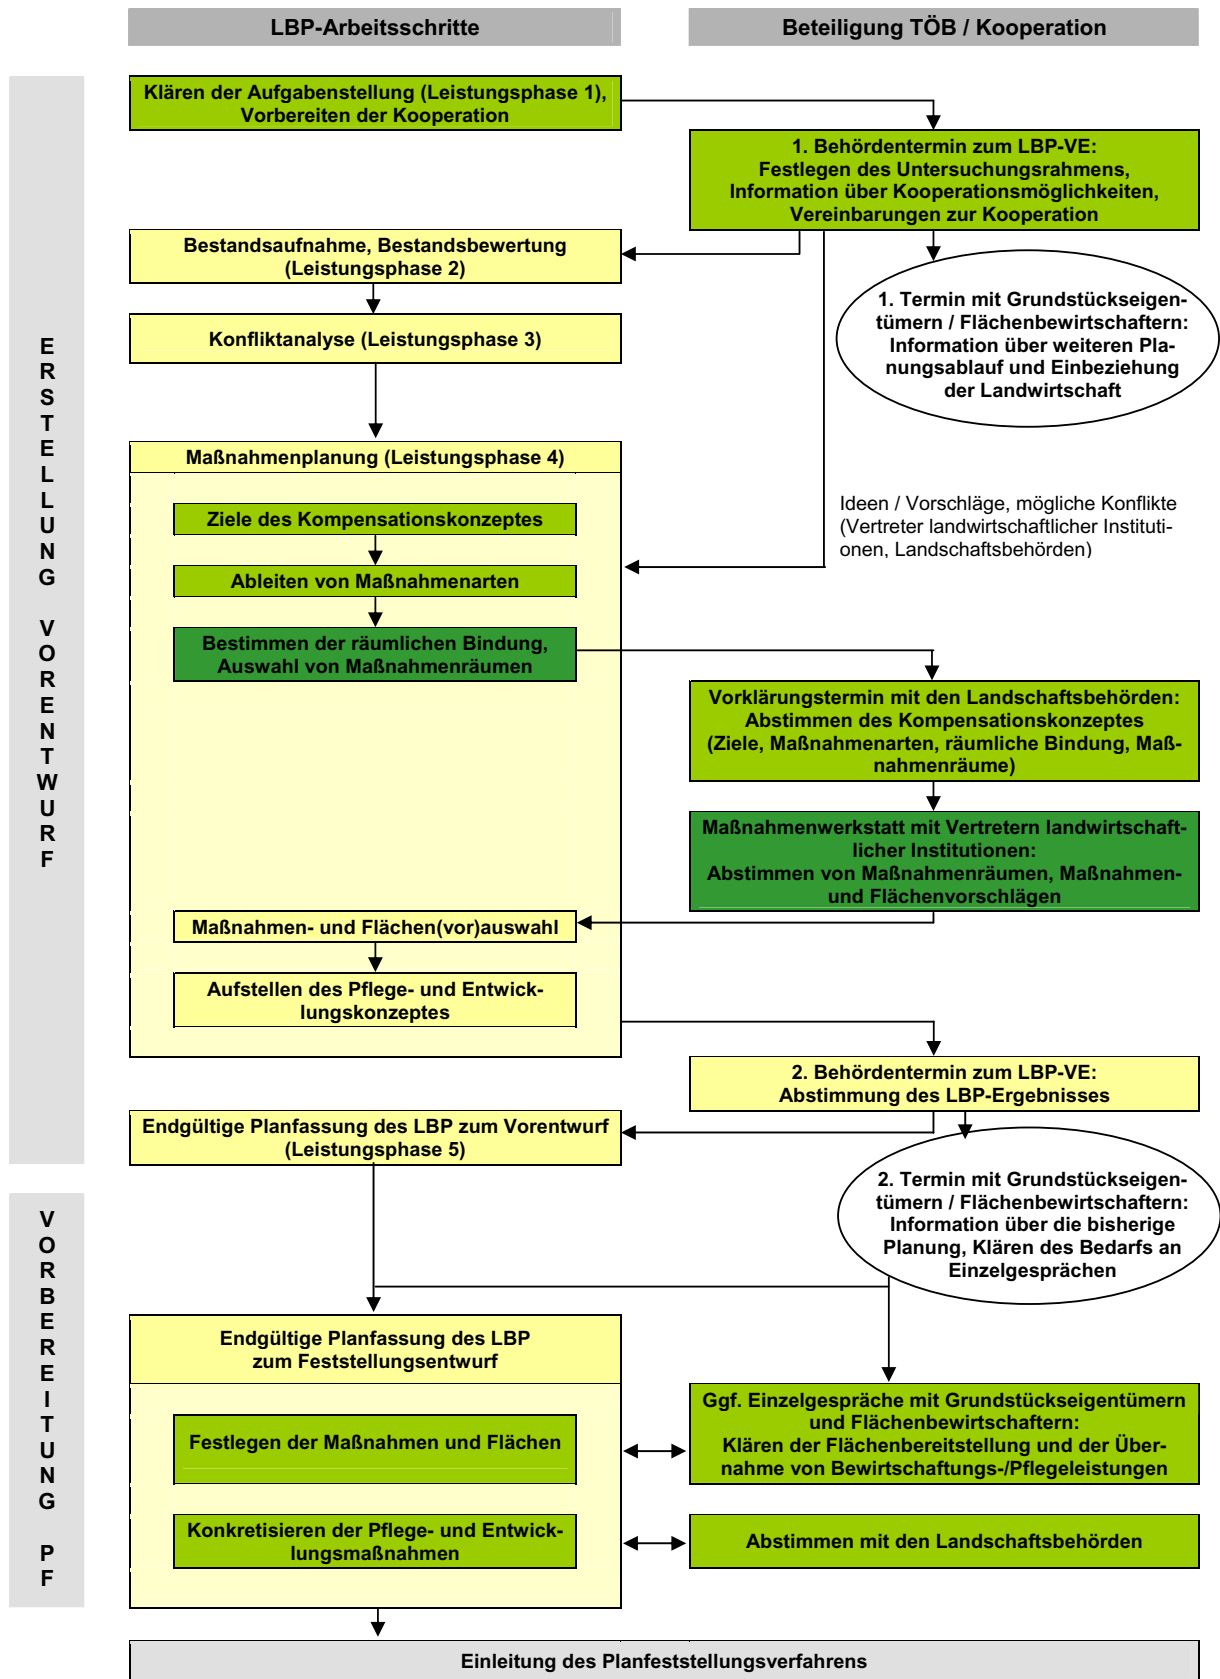 LBP-Arbeitsschritte
Beteiligung TÖB / Kooperation
ERSTELLUNG VORENTWURF
Klären der Aufgabenstellung (Leistungsphase 1),
Vorbereiten der Kooperation
1. Behördentermin zum LBP-VE:
Festlegen des Untersuchungsrahmens,
Information über Kooperationsmöglichkeiten,
Vereinbarungen zur Kooperation
Bestandsaufnahme, Bestandsbewertung
(Leistungsphase 2)
1. Termin mit Grundstückseigen-
tümern / Flächenbewirtschaftern:
Information über weiteren Pla-
nungsablauf und Einbeziehung
der Landwirtschaft
Konfliktanalyse (Leistungsphase 3)
Maßnahmenplanung (Leistungsphase 4)
Ideen / Vorschläge, mögliche Konflikte
(Vertreter landwirtschaftlicher Instituti-
onen, Landschaftsbehörden)
Ziele des Kompensationskonzeptes
Ableiten von Maßnahmenarten
Bestimmen der räumlichen Bindung,
Auswahl von Maßnahmenräumen
Vorklärungstermin mit den Landschaftsbehörden:
Abstimmen des Kompensationskonzeptes
(Ziele, Maßnahmenarten, räumliche Bindung, Maß-
nahmenräume)
Maßnahmenwerkstatt mit Vertretern landwirtschaft-
licher Institutionen:
Abstimmen von Maßnahmenräumen, Maßnahmen-
und Flächenvorschlägen
Maßnahmen- und Flächen(vor)auswahl
Aufstellen des Pflege- und Entwick-
lungskonzeptes
2. Behördentermin zum LBP-VE:
Abstimmung des LBP-Ergebnisses
Endgültige Planfassung des LBP zum Vorentwurf
(Leistungsphase 5)
2. Termin mit Grundstückseigen-
tümern / Flächenbewirtschaftern:
Information über die bisherige
Planung, Klären des Bedarfs an
Einzelgesprächen
VORBEREITUNG PF
Endgültige Planfassung des LBP
zum Feststellungsentwurf
Festlegen der Maßnahmen und Flächen
Ggf. Einzelgespräche mit Grundstückseigentümern
und Flächenbewirtschaftern:
Klären der Flächenbereitstellung und der Über-
nahme von Bewirtschaftungs-/Pflegeleistungen
Konkretisieren der Pflege- und Entwick-
lungsmaßnahmen
Abstimmen mit den Landschaftsbehörden
Einleitung des Planfeststellungsverfahrens